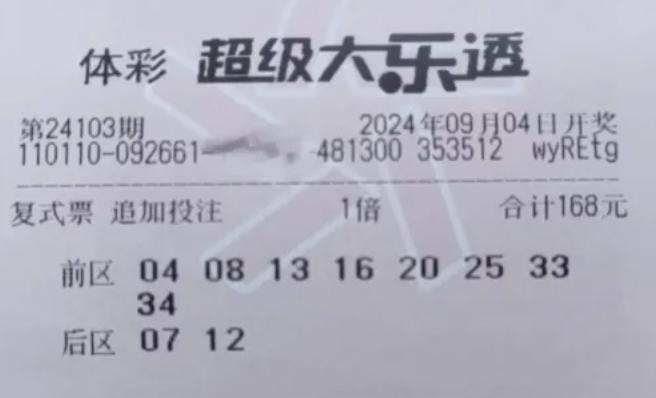 体彩 超级大乐透
第24103期 2024年09月04日开奖
110110-092661- -481300 353512 wyREtg
复式票 追加投注 1倍 合计168元
前区 04 08 13 16 20 25 33
34
后区 07 12